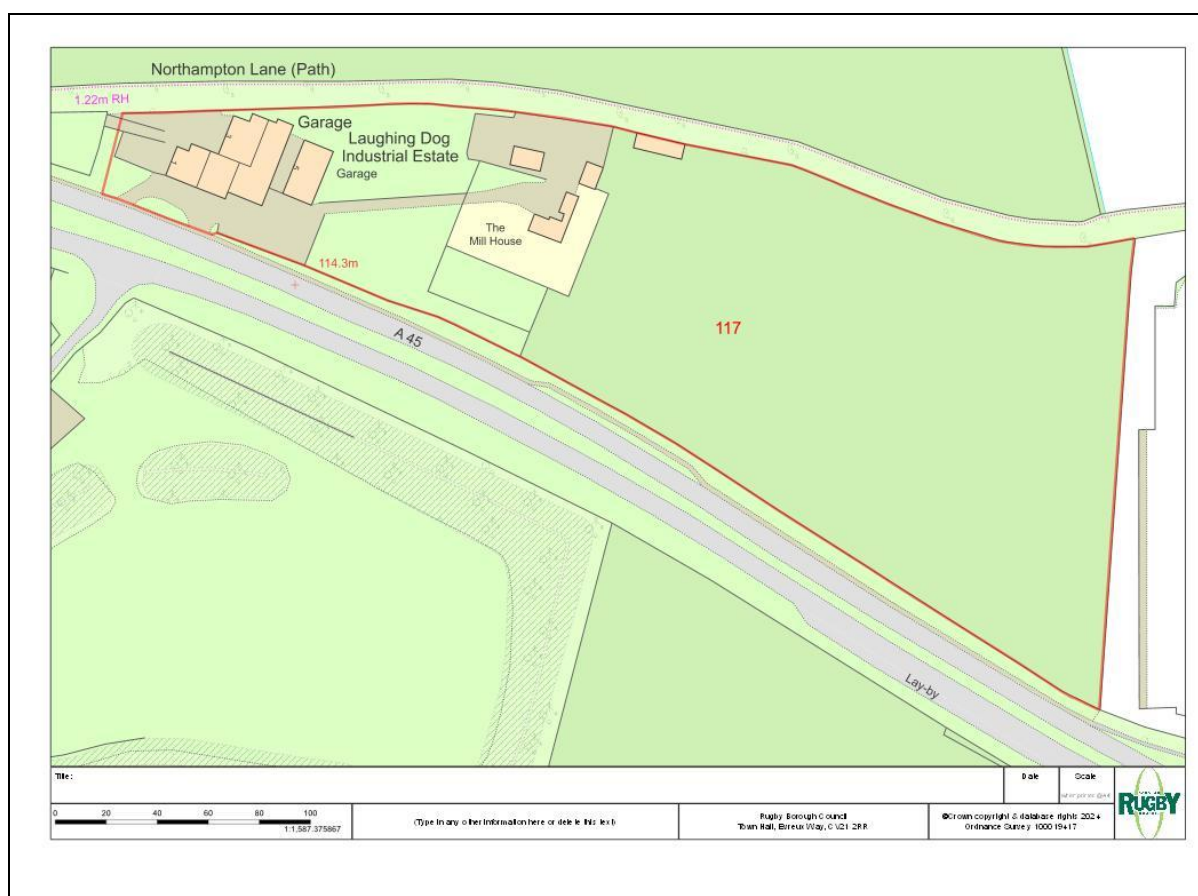 Northampton Lane (Path)
1.22m RH
Garage
Laughing Dog
Industrial Estate
Garage
The
Mill House
114.3m
117
A 45
Lay-by
Title:
Date
Scale
0 20 40 60 80 100
1:1,587.375867
(Type in any other information here or delete this text)
Rugby Borough Council
Town Hall, Evreux Way, CV21 2RR
©Crown copyright & database rights 2024
Ordnance Survey 100019417
RUGBY